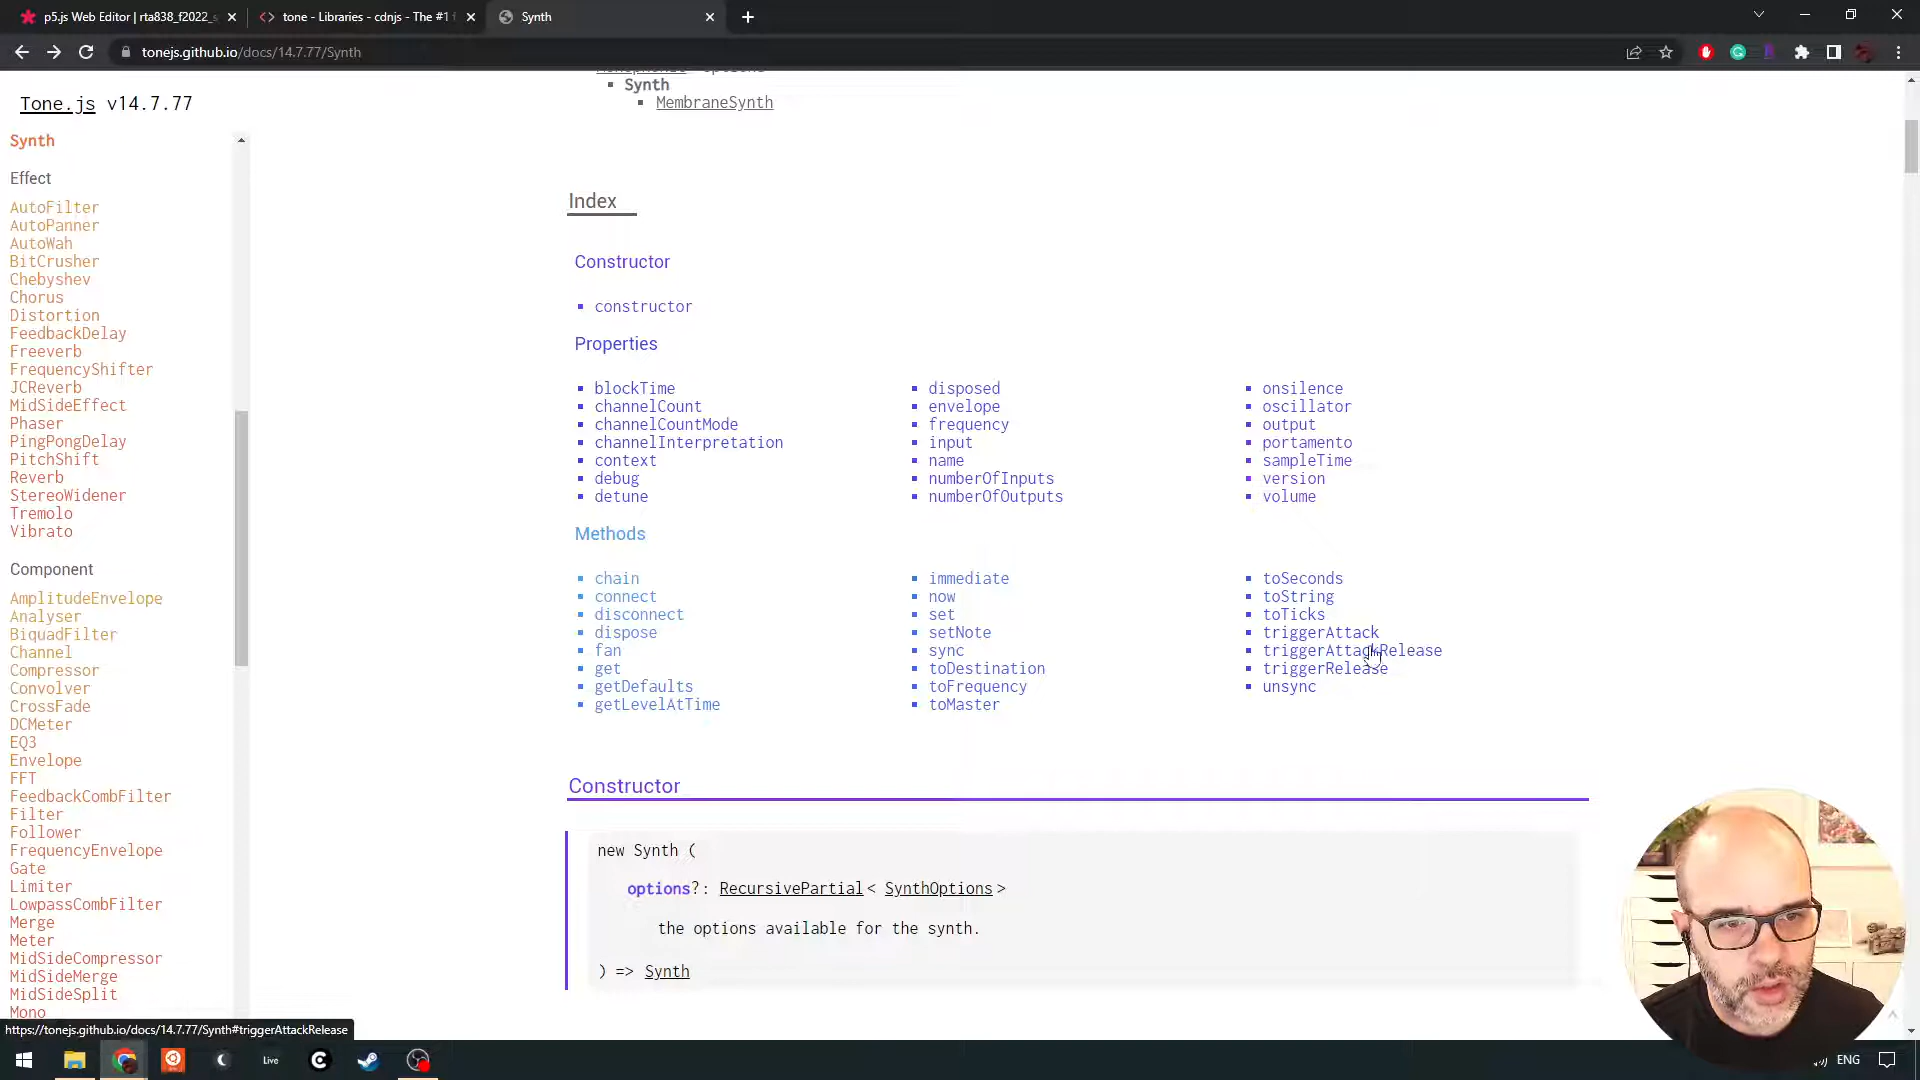 p5.js Web Editor | rta838_f2022_s
tone - Libraries - cdnjs - The #1 f
Synth
tonejs.github.io/docs/14.7.77/Synth
Tone.js v14.7.77
Synth
Effect
AutoFilter
AutoPanner
AutoWah
BitCrusher
Chebyshev
Chorus
Distortion
FeedbackDelay
Freeverb
FrequencyShifter
JCReverb
MidSideEffect
Phaser
PingPongDelay
PitchShift
Reverb
StereoWidener
Tremolo
Vibrato
Component
AmplitudeEnvelope
Analyser
BiquadFilter
Channel
Compressor
Convolver
CrossFade
DCMeter
EQ3
Envelope
FFT
FeedbackCombFilter
Filter
Follower
FrequencyEnvelope
Gate
Limiter
LowpassCombFilter
Merge
Meter
MidSideCompressor
MidSideMerge
MidSideSplit
Mono
Synth
MembraneSynth
Index
Constructor
constructor
Properties
blockTime
channelCount
channelCountMode
channelInterpretation
context
debug
detune
disposed
envelope
frequency
input
name
numberOfInputs
numberOfOutputs
onsilence
oscillator
output
portamento
sampleTime
version
volume
Methods
chain
connect
disconnect
dispose
fan
get
getDefaults
getLevelAtTime
immediate
now
set
setNote
sync
toDestination
toFrequency
toMaster
toSeconds
toString
toTicks
triggerAttack
triggerAttackRelease
triggerRelease
unsync
Constructor
new Synth (
options?: RecursivePartial< SynthOptions>
the options available for the synth.
) => Synth
https://tonejs.github.io/docs/14.7.77/Synth#triggerAttackRelease
Live
ENG